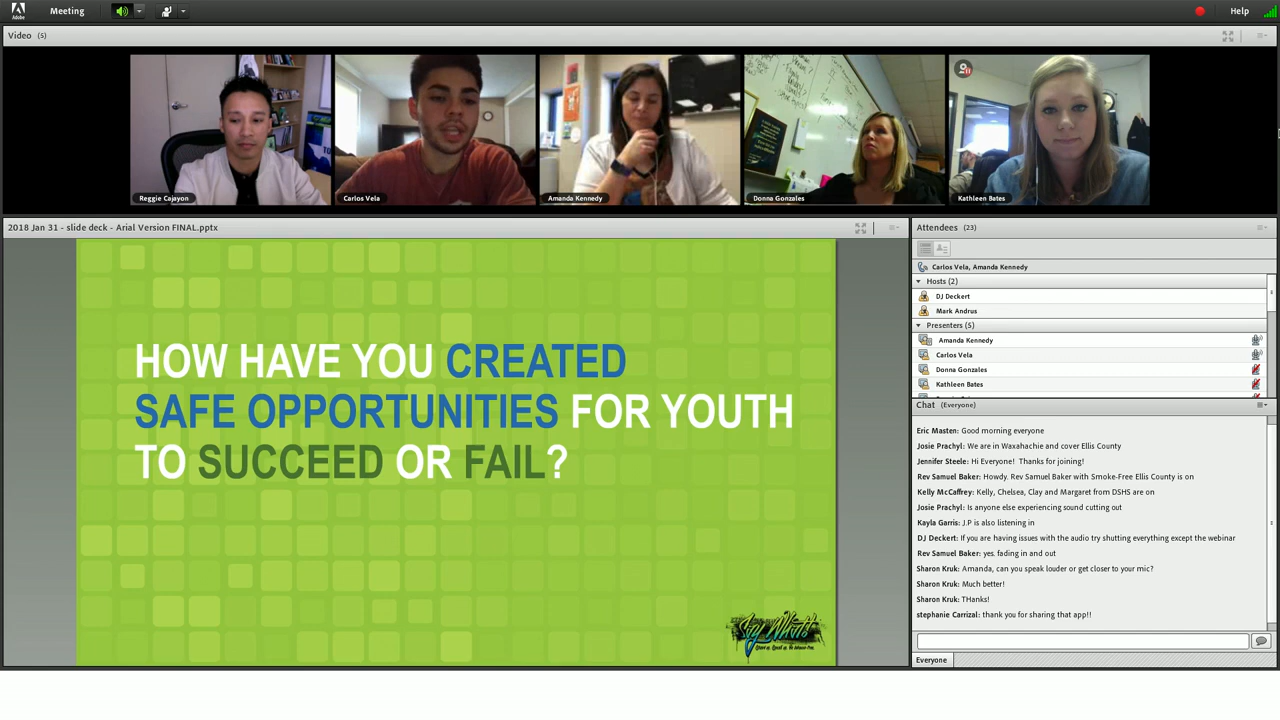 Adobe
Meeting
Help
Video (5)
Reggie Cajayon
Carlos Vela
Amanda Kennedy
Donna Gonzales
Kathleen Bates
2018 Jan 31 - slide deck - Arial Version FINAL.pptx
HOW HAVE YOU CREATED
SAFE OPPORTUNITIES FOR YOUTH
TO SUCCEED OR FAIL?
Say What!
Attendees (23)
Carlos Vela, Amanda Kennedy
Hosts (2)
DJ Deckert
Mark Andrus
Presenters (5)
Amanda Kennedy
Carlos Vela
Donna Gonzales
Kathleen Bates
Chat (Everyone)
Eric Masten: Good morning everyone
Josie Prachyl: We are in Waxahachie and cover Ellis County
Jennifer Steele: Hi Everyone! Thanks for joining!
Rev Samuel Baker: Howdy. Rev Samuel Baker with Smoke-Free Ellis County is on
Kelly McCaffrey: Kelly, Chelsea, Clay and Margaret from DSHS are on
Josie Prachyl: Is anyone else experiencing sound cutting out
Kayla Garris: J.P is also listening in
DJ Deckert: If you are having issues with the audio try shutting everything except the webinar
Rev Samuel Baker: yes. fading in and out
Sharon Kruk: Amanda, can you speak louder or get closer to your mic?
Sharon Kruk: Much better!
Sharon Kruk: THanks!
stephanie Carrizal: thank you for sharing that app!!
Everyone